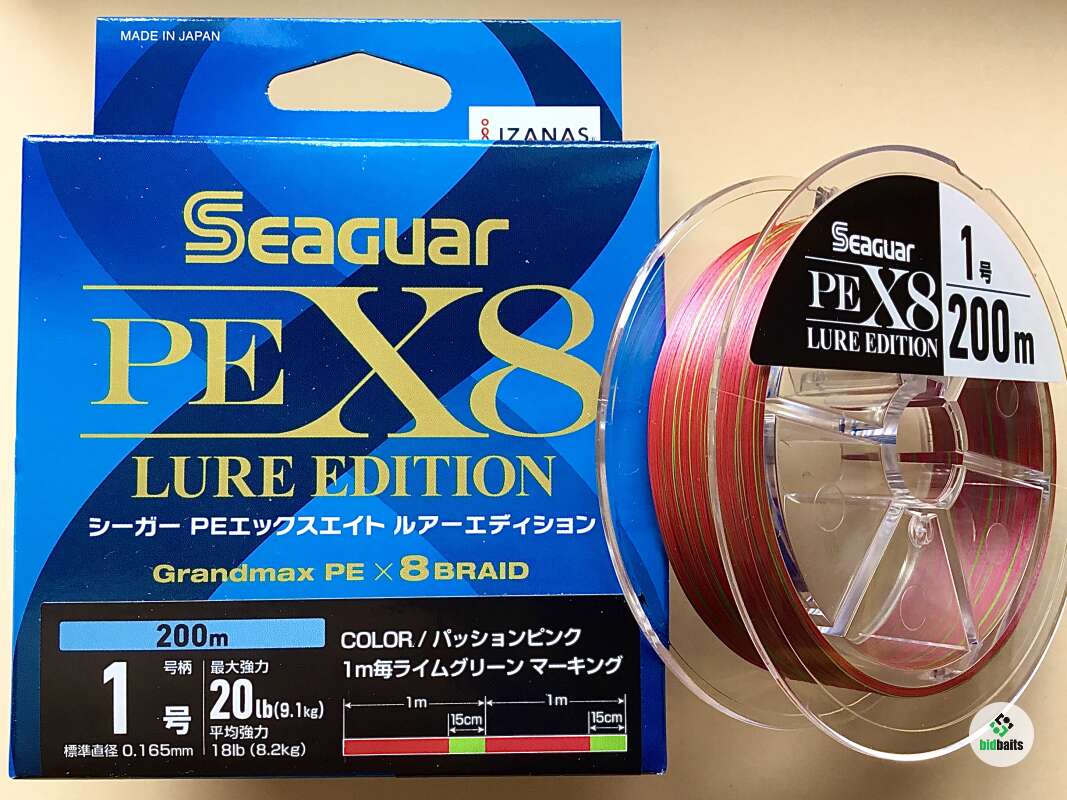 MADE IN JAPAN
IZANAS
Seaguar
PE X8
LURE EDITION
シーガー PEエックスエイト ルアーエディション
Grandmax PE × 8 BRAID
200m
1号
号柄
標準直径 0.165mm
最大強力
20lb(9.1kg)
平均強力
18lb (8.2kg)
COLOR / パッションピンク
1m毎ライムグリーン マーキング
1m 1m
15cm 15cm
Seaguar
PE X8
LURE EDITION
1号
200m
bidbaits